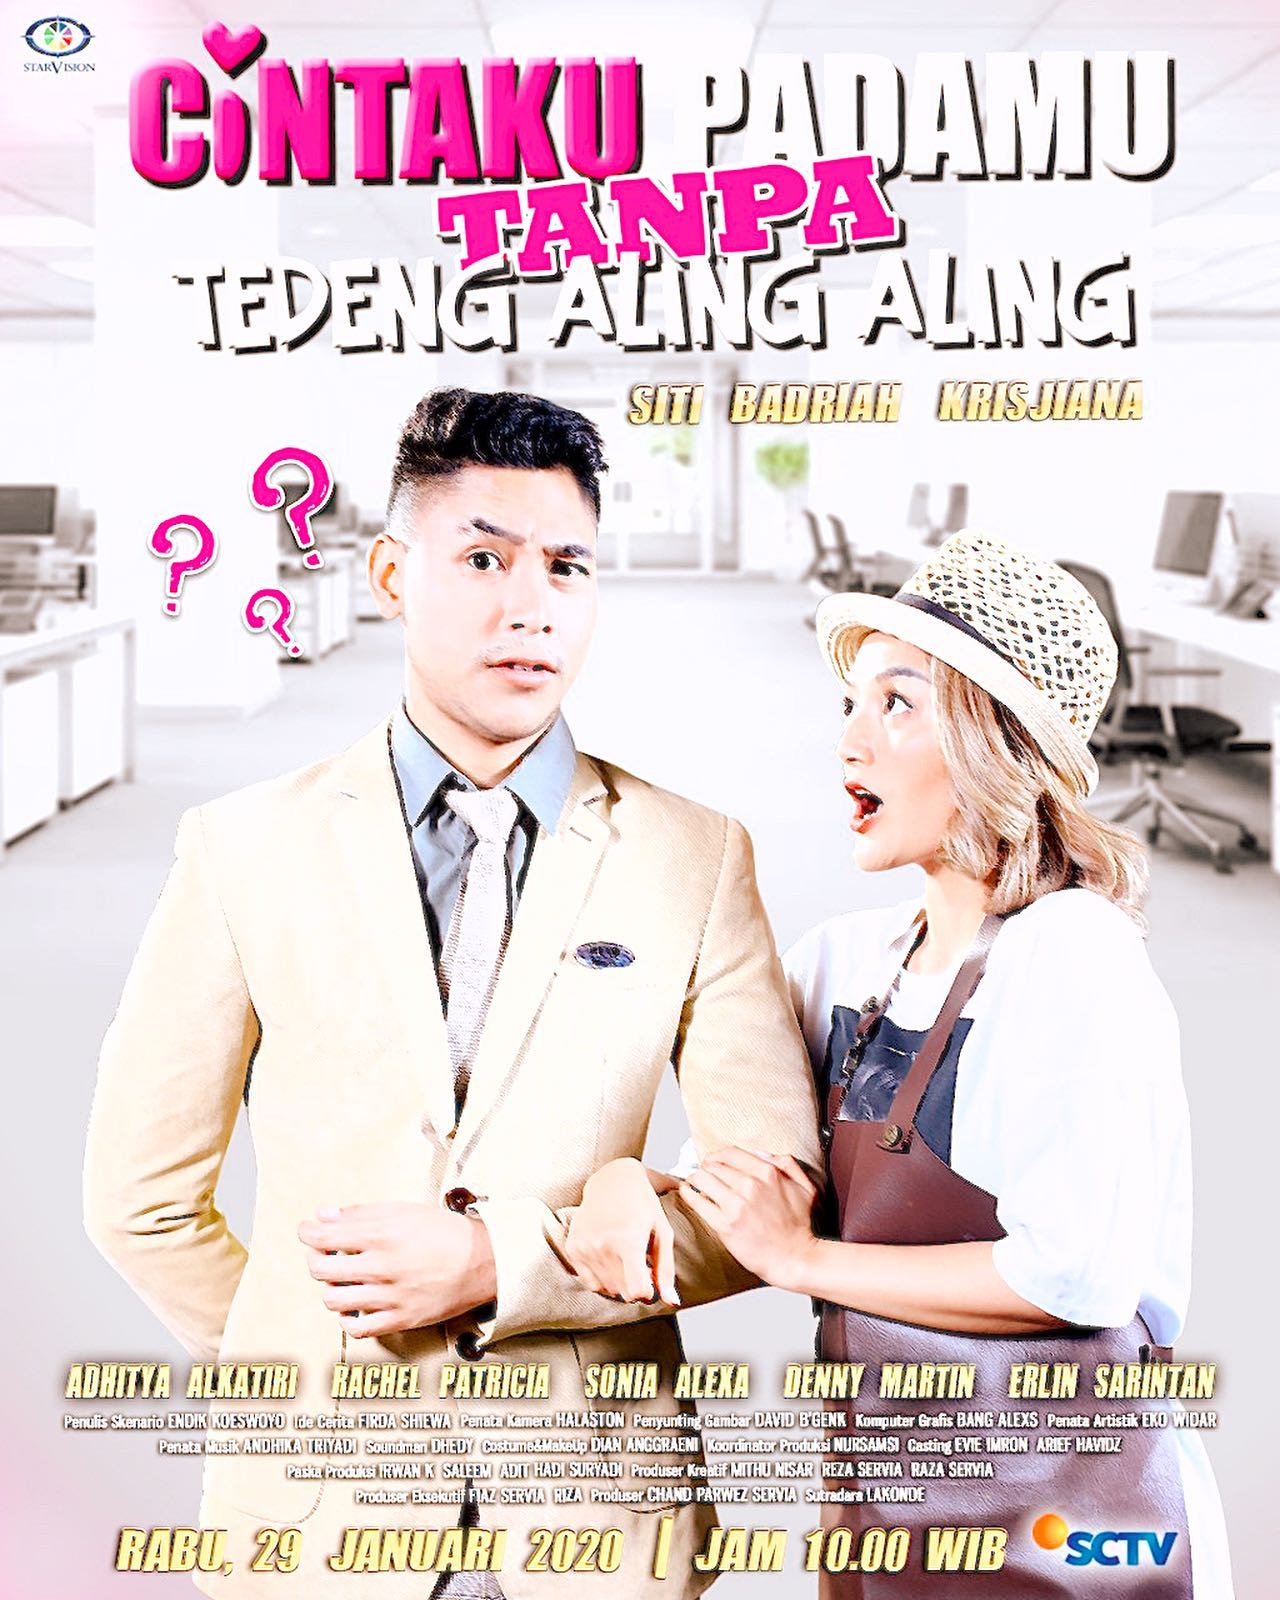 STARVISION
CiNTAKU PADAMU
TANPA
TEDENG ALING ALING
SITI BADRIAH KRISJIANA
? ? ?
ADHITYA ALKATIRI RACHEL PATRICIA SONIA ALEXA DENNY MARTIN ERLIN SARINTAN
Penulis Skenario ENDIK KOESWOYO Ide Cerita FIRDA SHIEWA Penata Kamera HALASTON Penyunting Gambar DAVID B'GENK Komputer Grafis BANG ALEXS Penata Artistik EKO WIDAR
Penata Musik ANDHIKA TRIYADI Soundman DHEDY Costume&MakeUp DIAN ANGGRAENI Koordinator Produksi NURSAMSI Casting EVIE IMRON ARIEF HAVIDZ
Paska Produksi IRWAN K SALEEM ADIT HADI SURYADI Produser Kreatif MITHU NISAR REZA SERVIA RAZA SERVIA
Produser Eksekutif FIAZ SERVIA RIZA Produser CHAND PARWEZ SERVIA Sutradara LAKONDE
RABU, 29 JANUARI 2020 | JAM 10.00 WIB SCTV